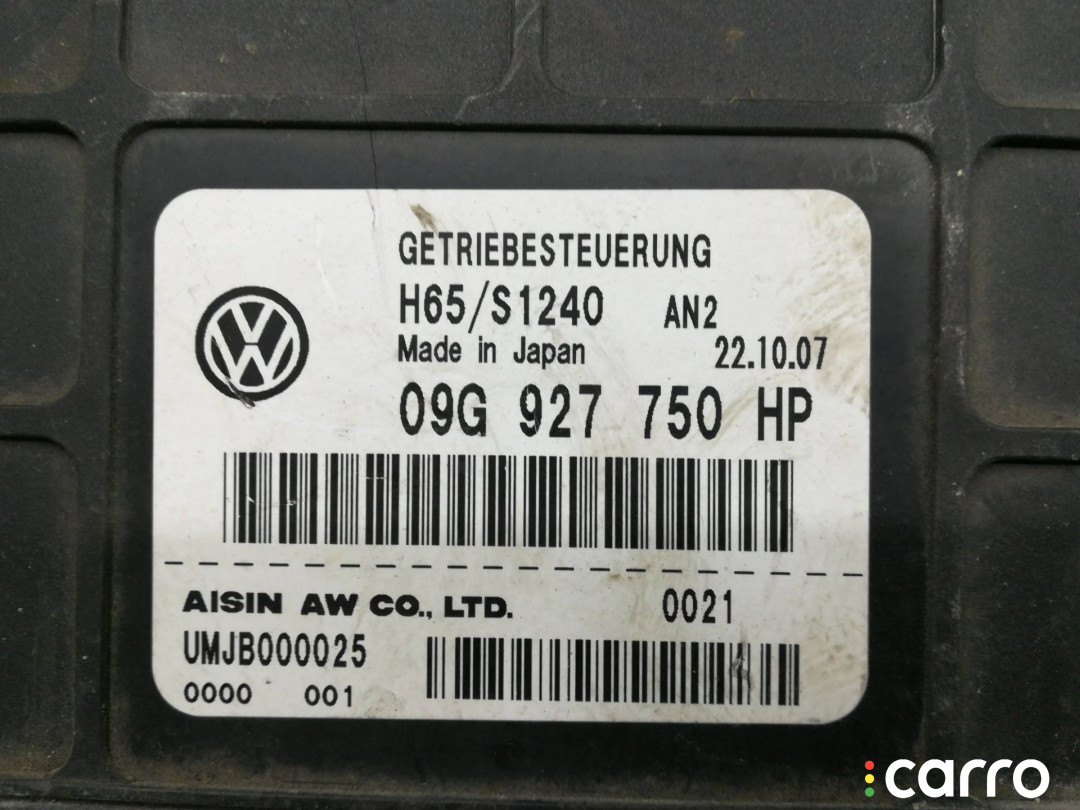 GETRIEBESTEUERUNG
H65/S1240 AN2
Made in Japan 22.10.07
09G 927 750 HP
AISIN AW CO., LTD. 0021
UMJB000025
0000 001
carro